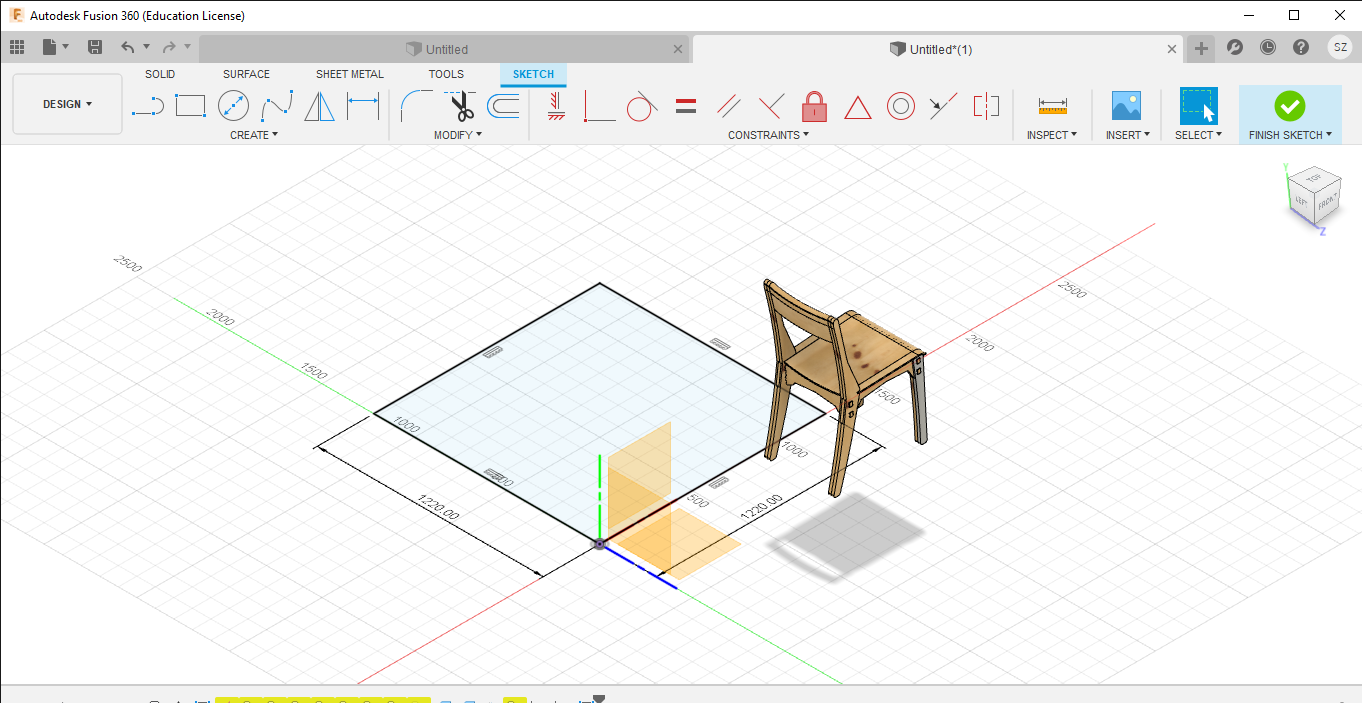 Autodesk Fusion 360 (Education License)
Untitled
Untitled*(1)
SZ
DESIGN
SOLID
SURFACE
SHEET METAL
TOOLS
SKETCH
CREATE
MODIFY
CONSTRAINTS
INSPECT
INSERT
SELECT
FINISH SKETCH
Y
TOP
LEFT
FRONT
Z
2500
2000
1500
1000
1220.00
500
1000
1220.00
2000
2500